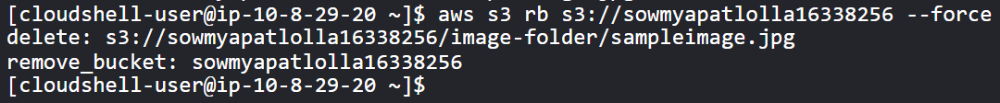 [cloudshell-user@ip-10-8-29-20 ~]$ aws s3 rb s3://sowmyapatlolla16338256 --force
delete: s3://sowmyapatlolla16338256/image-folder/sampleimage.jpg
remove_bucket: sowmyapatlolla16338256
[cloudshell-user@ip-10-8-29-20 ~]$